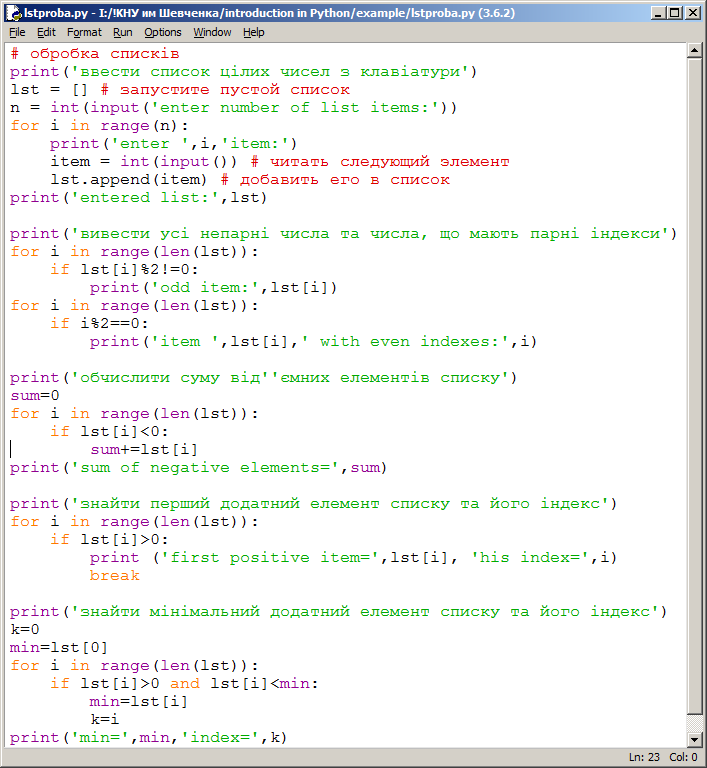 lstproba.py - I:/!КНУ им Шевченка/introduction in Python/example/lstproba.py (3.6.2)
File Edit Format Run Options Window Help
# обробка списків
print('ввести список цілих чисел з клавіатури')
lst = [] # запустите пустой список
n = int(input('enter number of list items:'))
for i in range(n):
    print('enter ',i,'item:')
    item = int(input()) # читать следующий элемент
    lst.append(item) # добавить его в список
print('entered list:',lst)

print('вивести усі непарні числа та числа, що мають парні індекси')
for i in range(len(lst)):
    if lst[i]%2!=0:
        print('odd item:',lst[i])
for i in range(len(lst)):
    if i%2==0:
        print('item ',lst[i],' with even indexes:',i)

print('обчислити суму від''ємних елементів списку')
sum=0
for i in range(len(lst)):
    if lst[i]<0:
        sum+=lst[i]
print('sum of negative elements=',sum)

print('знайти перший додатний елемент списку та його індекс')
for i in range(len(lst)):
    if lst[i]>0:
        print ('first positive item=',lst[i], 'his index=',i)
        break

print('знайти мінімальний додатний елемент списку та його індекс')
k=0
min=lst[0]
for i in range(len(lst)):
    if lst[i]>0 and lst[i]<min:
        min=lst[i]
        k=i
print('min=',min,'index=',k)
Ln: 23 Col: 0